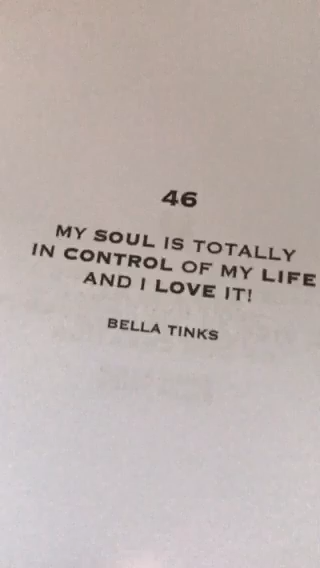 46
MY SOUL IS TOTALLY
IN CONTROL OF MY LIFE
AND I LOVE IT!
BELLA TINKS